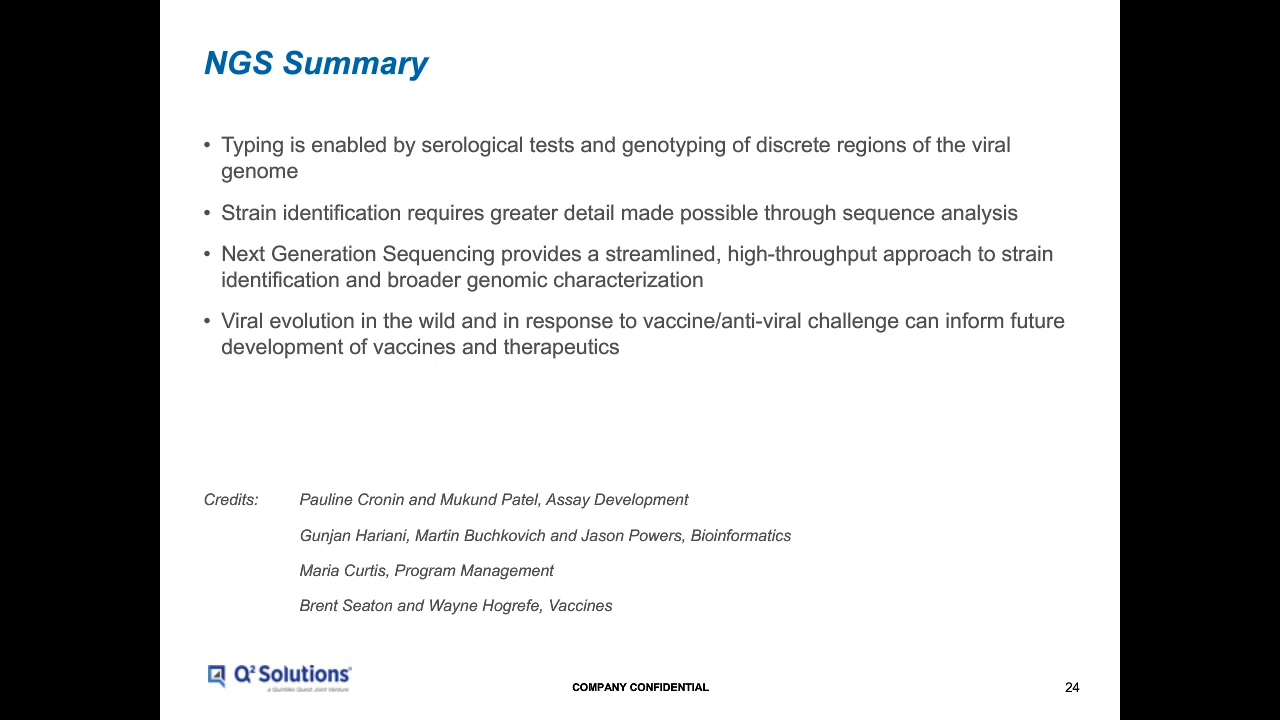 NGS Summary
• Typing is enabled by serological tests and genotyping of discrete regions of the viral
genome
• Strain identification requires greater detail made possible through sequence analysis
• Next Generation Sequencing provides a streamlined, high-throughput approach to strain
identification and broader genomic characterization
• Viral evolution in the wild and in response to vaccine/anti-viral challenge can inform future
development of vaccines and therapeutics
Credits: Pauline Cronin and Mukund Patel, Assay Development
Gunjan Hariani, Martin Buchkovich and Jason Powers, Bioinformatics
Maria Curtis, Program Management
Brent Seaton and Wayne Hogrefe, Vaccines
Q² Solutions®
a Quintiles Quest Joint Venture
COMPANY CONFIDENTIAL
24